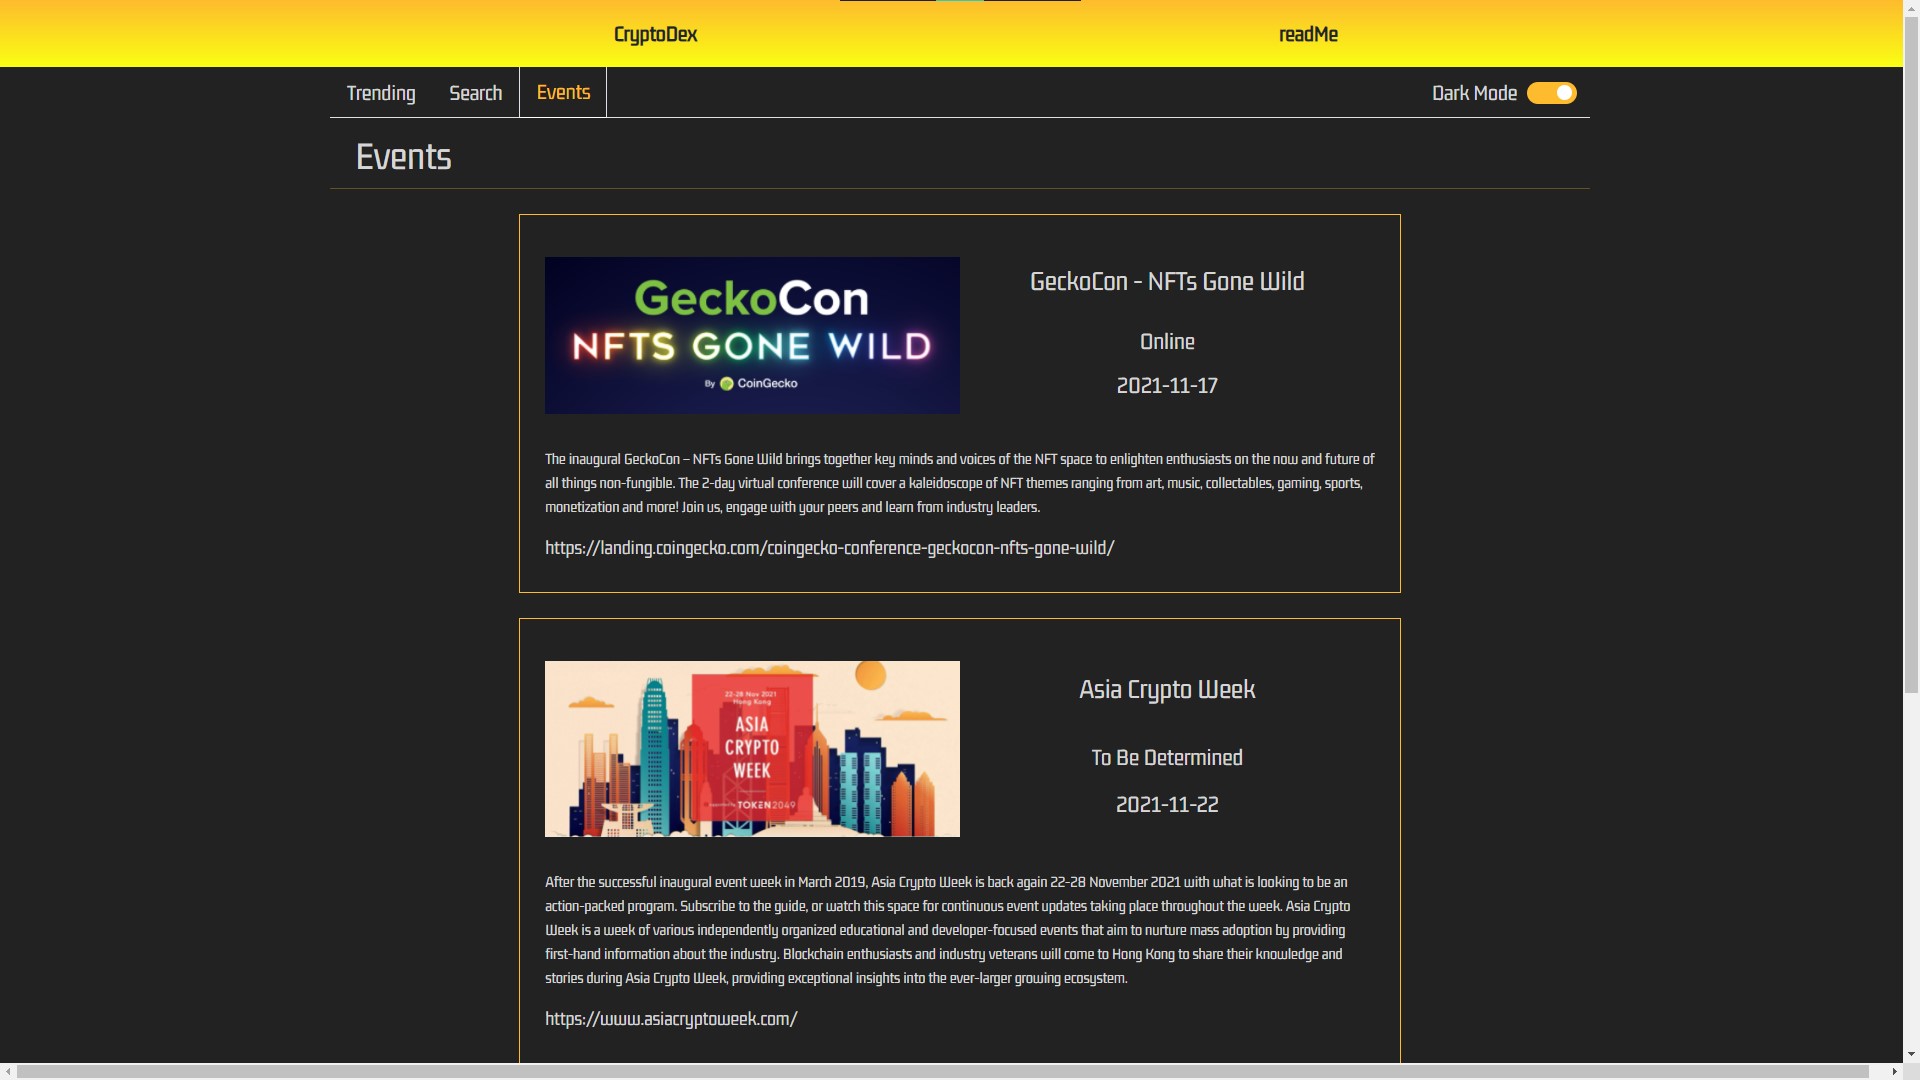 CryptoDex
readMe
Trending
Search
Events
Dark Mode
Events
GeckoCon
NFTS GONE WILD
By CoinGecko
GeckoCon - NFTs Gone Wild
Online
2021-11-17
The inaugural GeckoCon – NFTs Gone Wild brings together key minds and voices of the NFT space to enlighten enthusiasts on the now and future of
all things non-fungible. The 2-day virtual conference will cover a kaleidoscope of NFT themes ranging from art, music, collectables, gaming, sports,
monetization and more! Join us, engage with your peers and learn from industry leaders.
https://landing.coingecko.com/coingecko-conference-geckocon-nfts-gone-wild/
22-28 Nov 2021
Hong Kong
ASIA
CRYPTO
WEEK
TOKEN2049
Asia Crypto Week
To Be Determined
2021-11-22
After the successful inaugural event week in March 2019, Asia Crypto Week is back again 22-28 November 2021 with what is looking to be an
action-packed program. Subscribe to the guide, or watch this space for continuous event updates taking place throughout the week. Asia Crypto
Week is a week of various independently organized educational and developer-focused events that aim to nurture mass adoption by providing
first-hand information about the industry. Blockchain enthusiasts and industry veterans will come to Hong Kong to share their knowledge and
stories during Asia Crypto Week, providing exceptional insights into the ever-larger growing ecosystem.
https://www.asiacryptoweek.com/